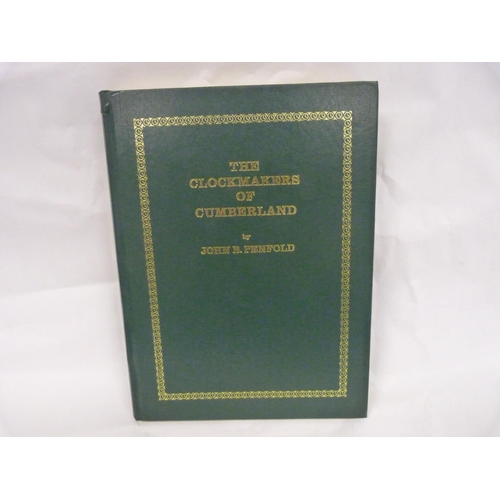 THE
CLOCKMAKERS
OF
CUMBERLAND
by
JOHN B. PENFOLD